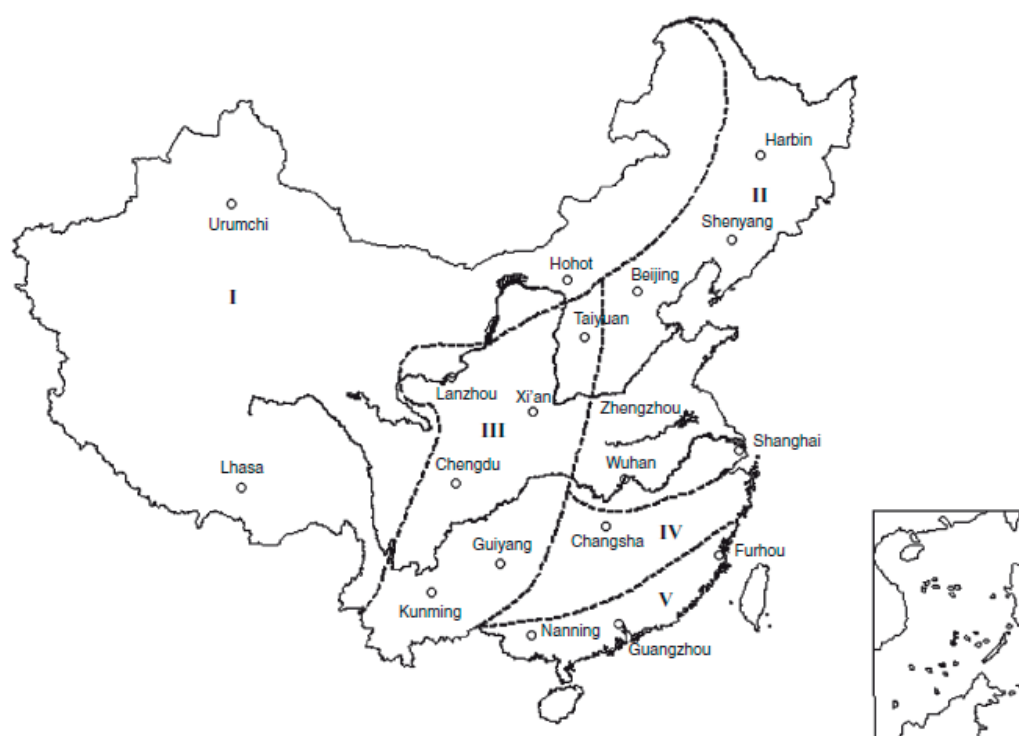 Harbin
II
Urumchi
Shenyang
Hohot
Beijing
I
Taiyuan
Lanzhou
Xi'an
Zhengzhou
III
Shanghai
Lhasa
Chengdu
Wuhan
IV
Changsha
Guiyang
Furhou
V
Kunming
Nanning
Guangzhou